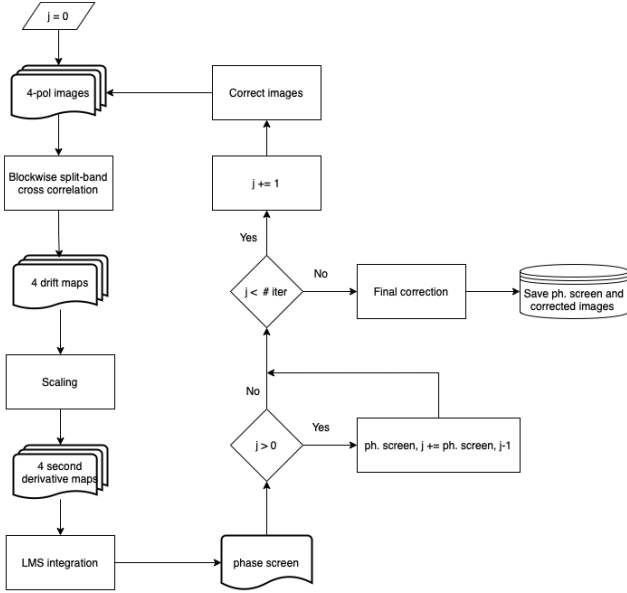 j = 0
4-pol images
Correct images
Blockwise split-band
cross correlation
j += 1
Yes
4 drift maps
j < # iter
No
Final correction
Save ph. screen and
corrected images
Scaling
No
j > 0
Yes
ph. screen, j += ph. screen, j-1
4 second
derivative maps
LMS integration
phase screen